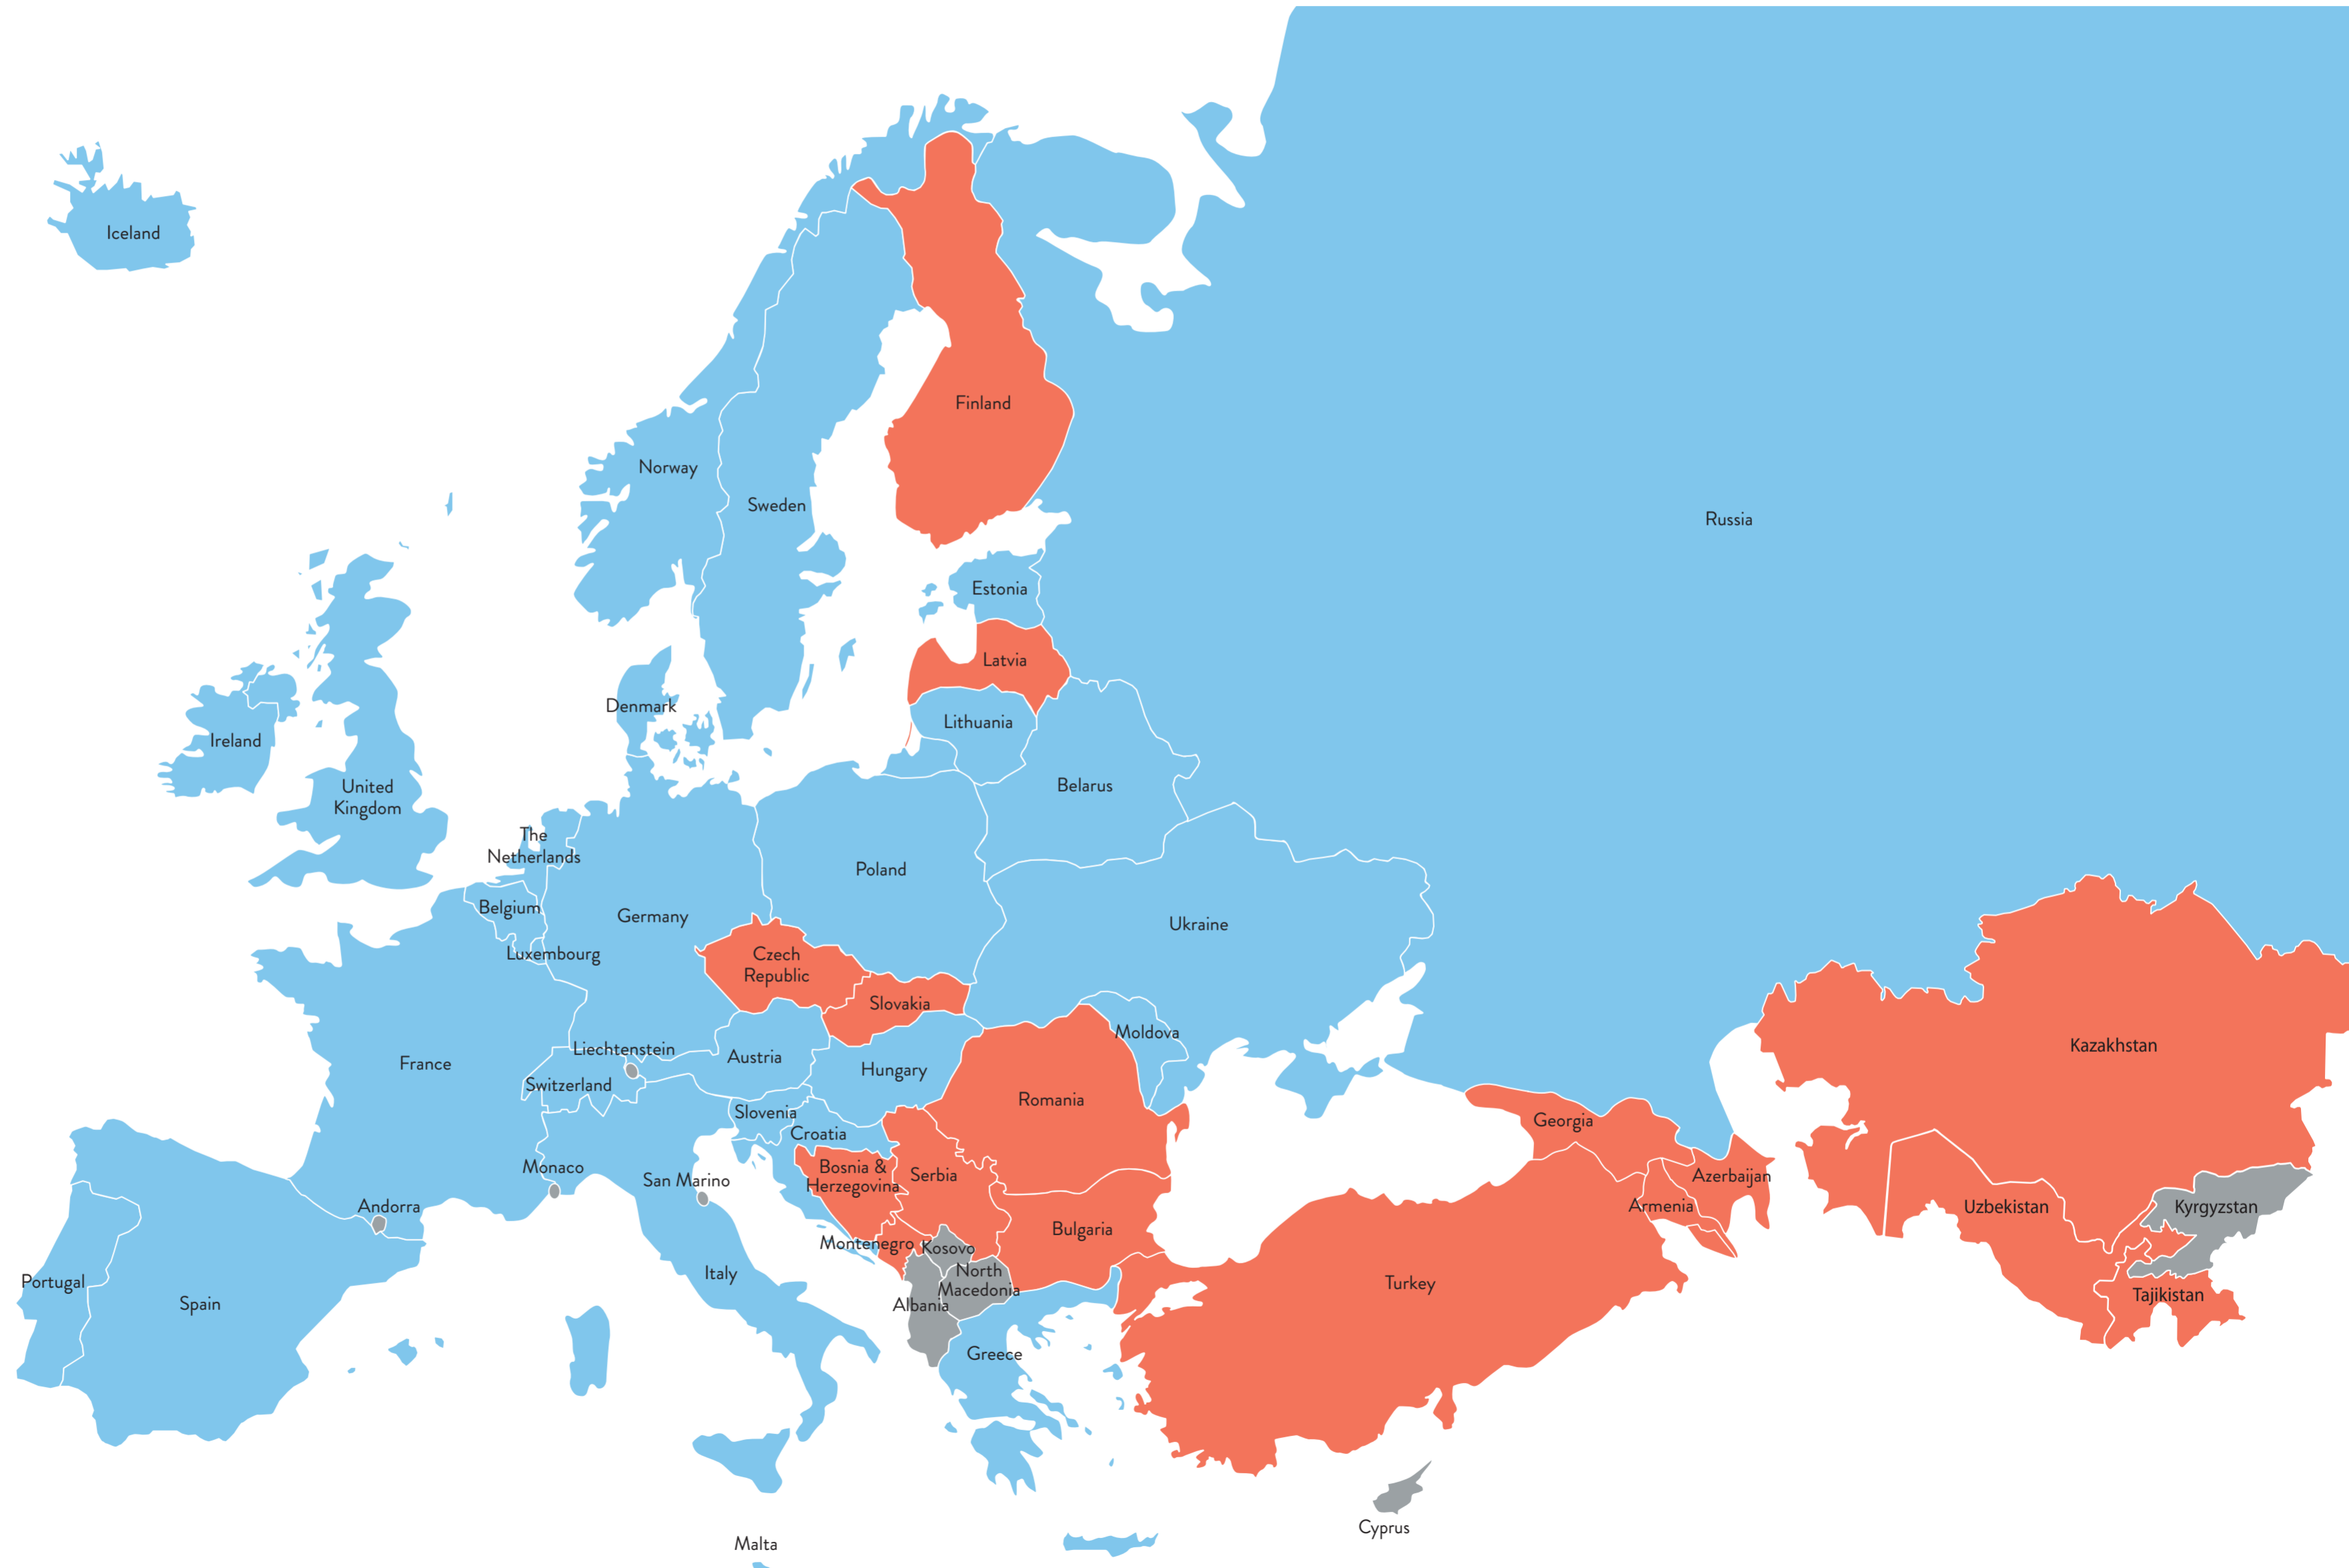 Iceland
Finland
Norway
Sweden
Russia
Estonia
Latvia
Denmark
Lithuania
Ireland
Belarus
United
Kingdom
The
Netherlands
Poland
Belgium
Germany
Ukraine
Luxembourg
Czech
Republic
Slovakia
Moldova
Liechtenstein
Austria
France
Hungary
Switzerland
Kazakhstan
Romania
Slovenia
Georgia
Croatia
Monaco
Bosnia &
Herzegovina
San Marino
Serbia
Azerbaijan
Andorra
Armenia
Uzbekistan
Kyrgyzstan
Bulgaria
Montenegro
Kosovo
Italy
North
Macedonia
Portugal
Turkey
Tajikistan
Spain
Albania
Greece
Cyprus
Malta